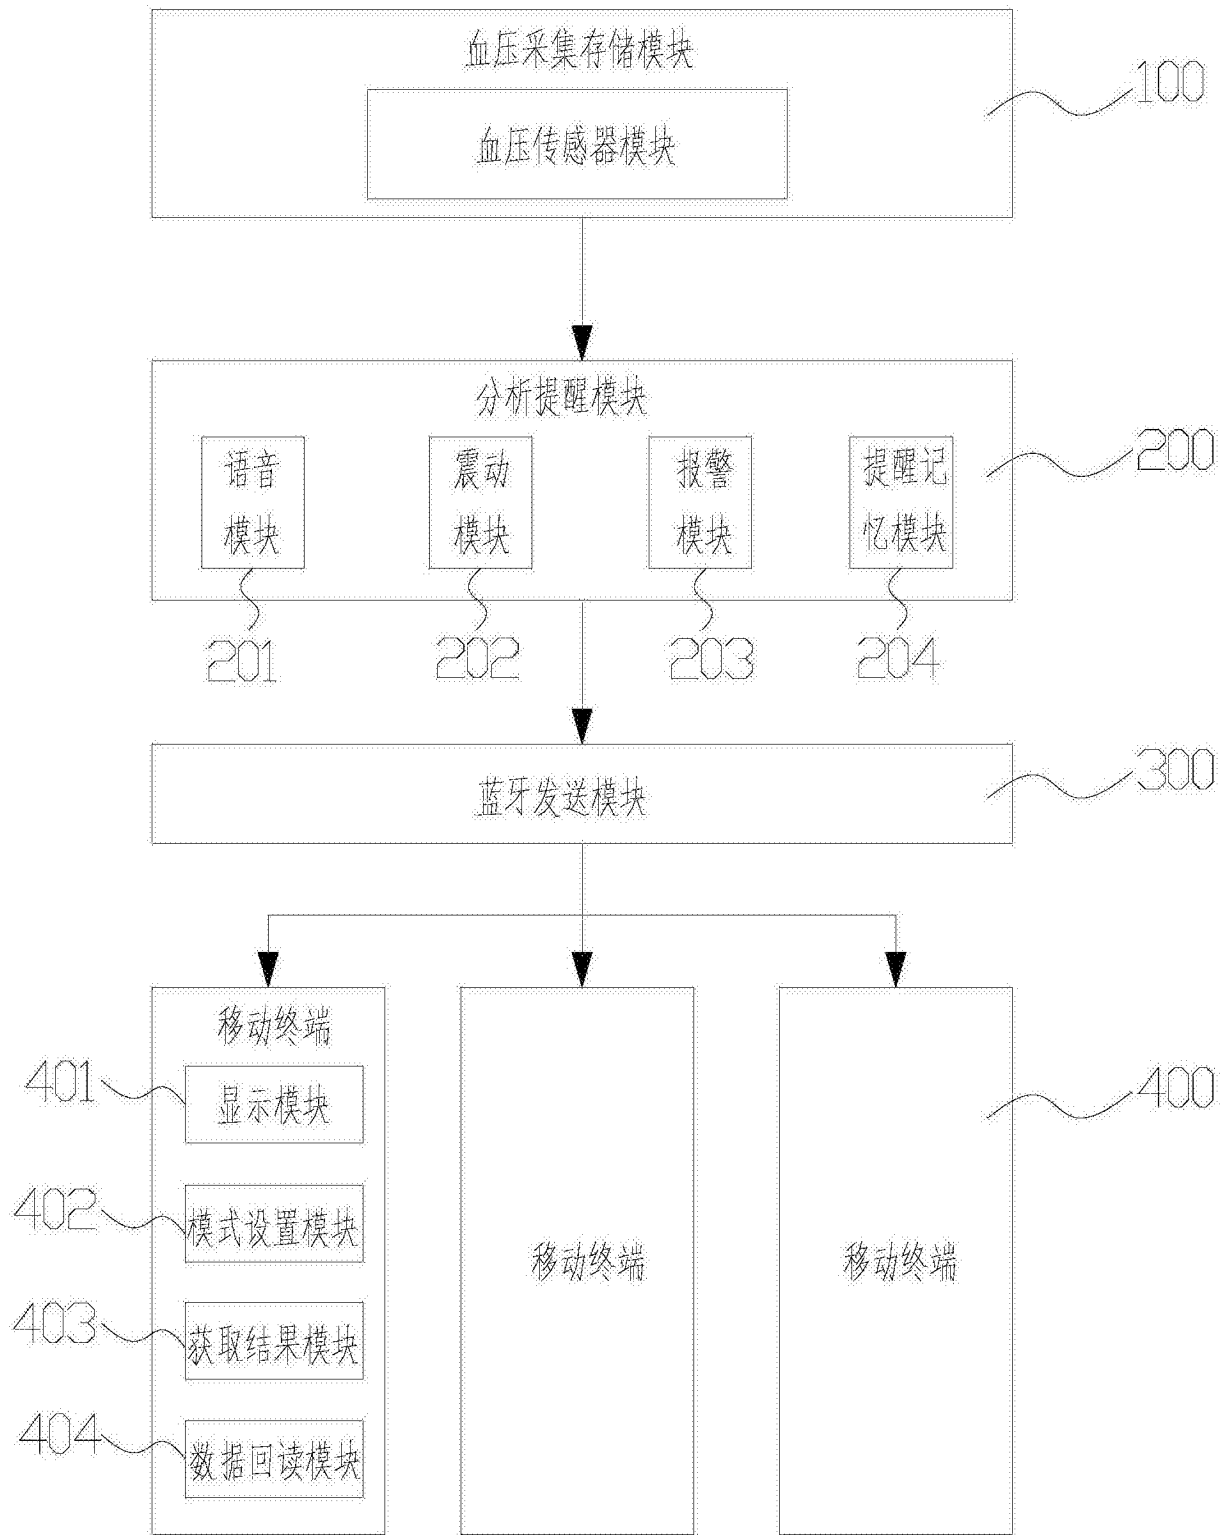 血压采集存储模块
100
血压传感器模块
分析提醒模块
200
语音
模块
震动
模块
报警
模块
提醒记
忆模块
201
202
203
204
蓝牙发送模块
300
移动终端
401
显示模块
402
模式设置模块
403
获取结果模块
404
数据回读模块
移动终端
移动终端
400